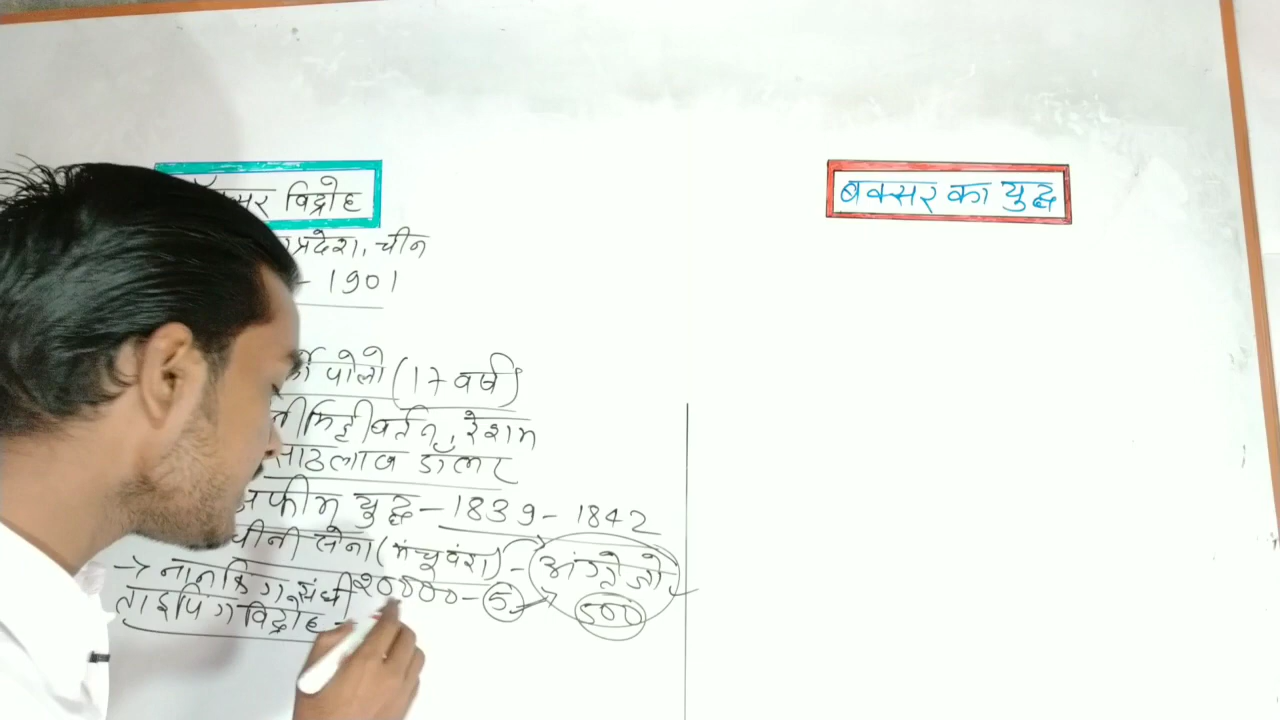 विद्रोह
बक्सर का युद्ध
प्रदेश, चीन
- 1901
पोलो (17 वर्ष)
मिट्टी बर्तन, रेशम
साठ लाख डॉलर
अफीम युद्ध - 1839 - 1842
चीनी सेना (मंचू वंश) - अंग्रेजो
→ नानकिंग संधी 20000 - 5 → 500
ताइपिंग विद्रोह -